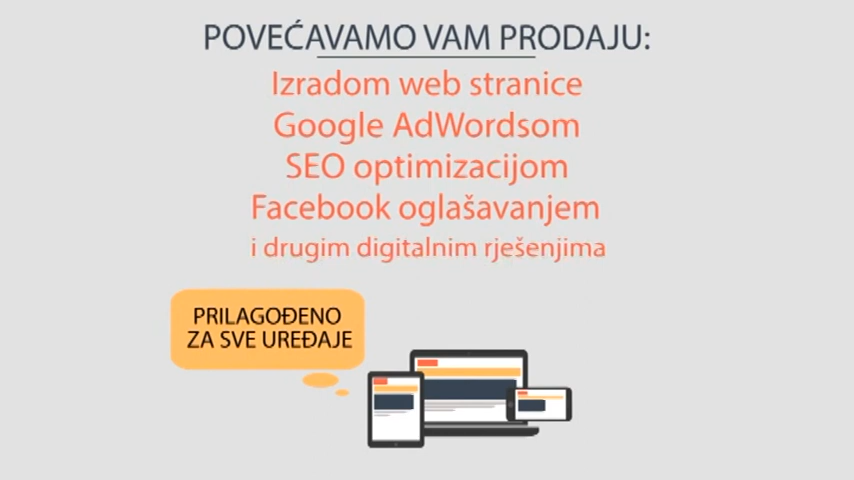 POVEĆAVAMO VAM PRODAJU:
Izradom web stranice
Google AdWordsom
SEO optimizacijom
Facebook oglašavanjem
i drugim digitalnim rješenjima
PRILAGOĐENO
ZA SVE UREĐAJE